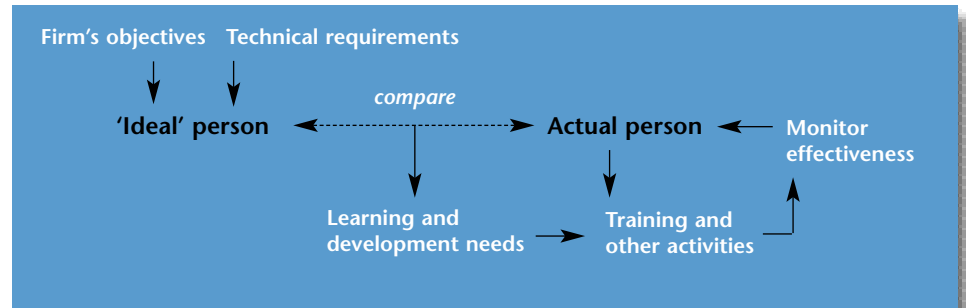 Firm's objectives Technical requirements
compare
'Ideal' person
Actual person
Monitor
effectiveness
Learning and
development needs
Training and
other activities